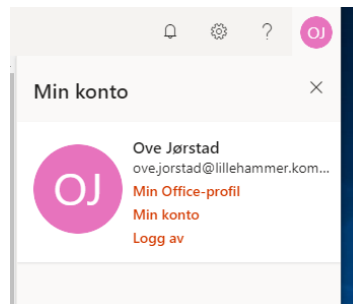 ?
OJ
Min konto
OJ
Ove Jørstad
ove.jorstad@lillehammer.kom...
Min Office-profil
Min konto
Logg av